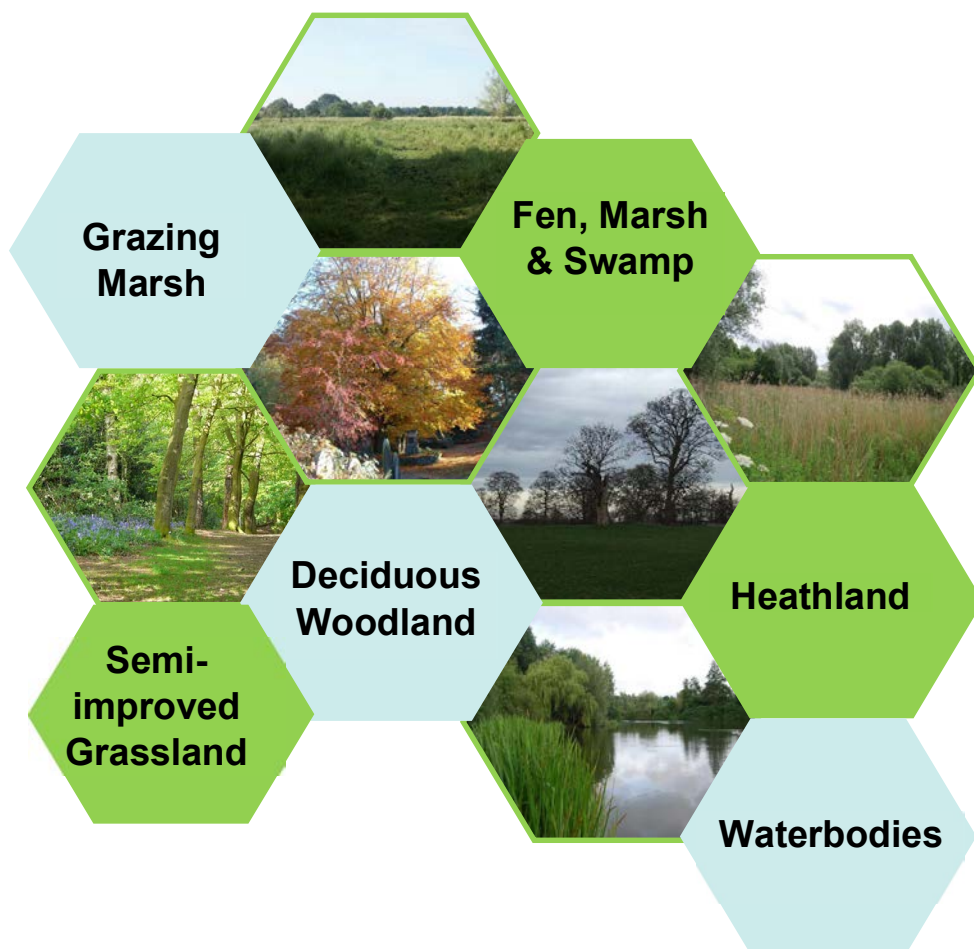 Grazing
Marsh
Fen, Marsh
& Swamp
Deciduous
Woodland
Heathland
Semi-
improved
Grassland
Waterbodies